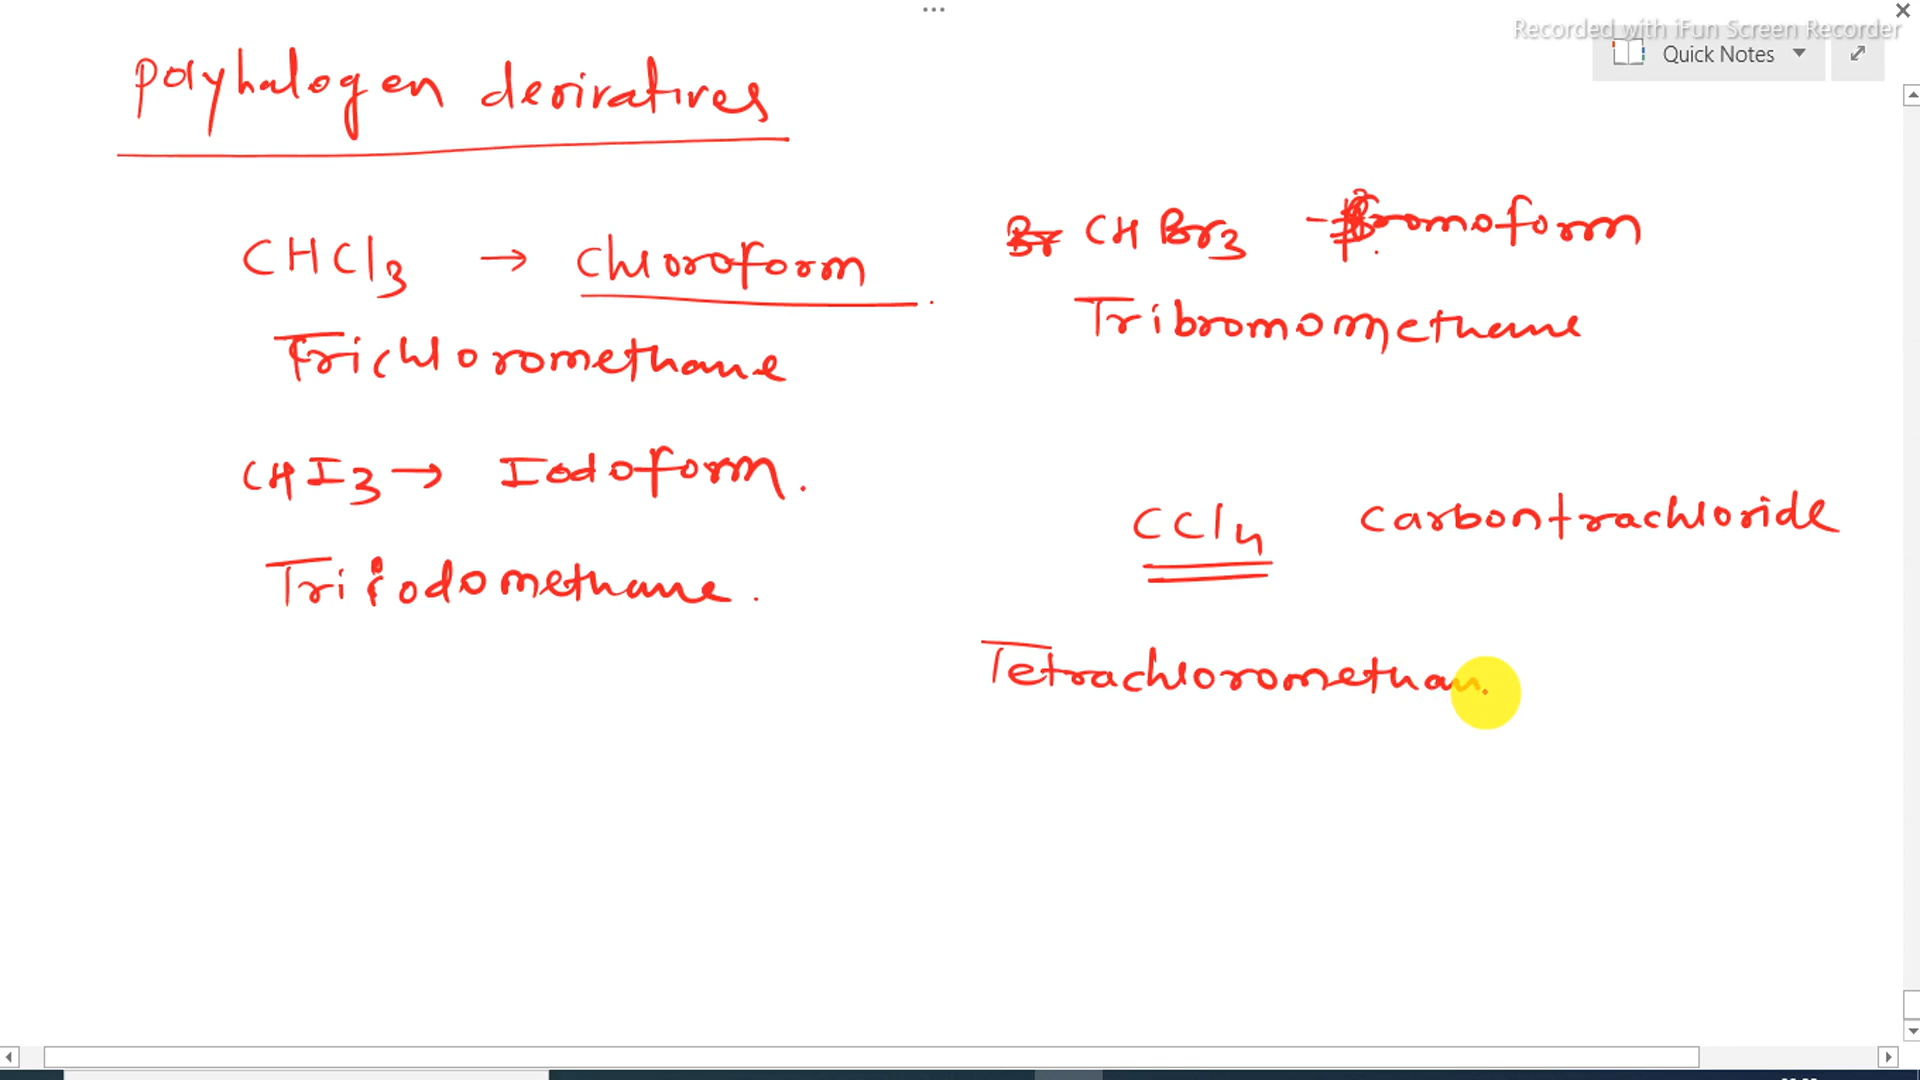 Recorded with iFun Screen Recorder
Quick Notes
polyhalogen derivatives
CHCl3 → chloroform
Trichloromethane
CHI3 → Iodoform.
Triiodomethane.
Br CHBr3 - Bromoform
Tribromomethane
CCl4 carbontrachloride
Tetrachloromethan